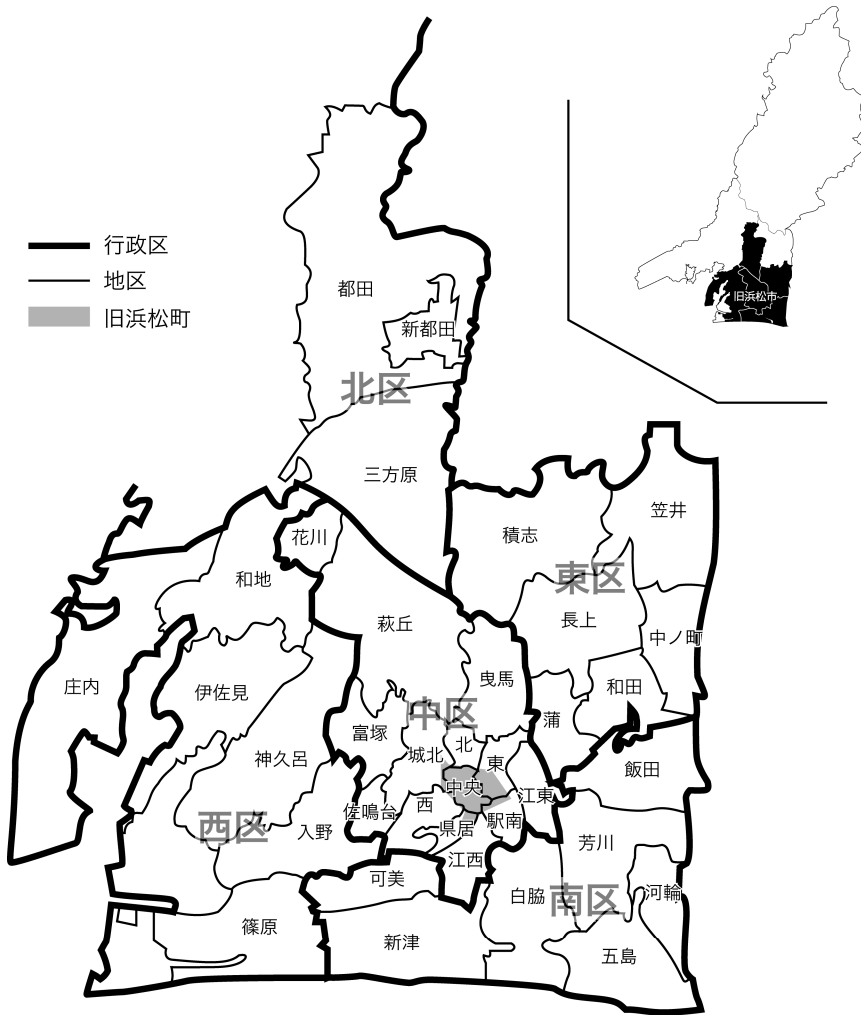 行政区
地区
旧浜松町
旧浜松市
都田
新都田
北区
三方原
笠井
積志
花川
東区
和地
長上
萩丘
中ノ町
曳馬
庄内
伊佐見
和田
中区
蒲
富塚
北
城北
神久呂
東
飯田
中央
江東
西
佐鳴台
駅南
西区
入野
県居
芳川
江西
可美
白脇
南区
河輪
篠原
新津
五島